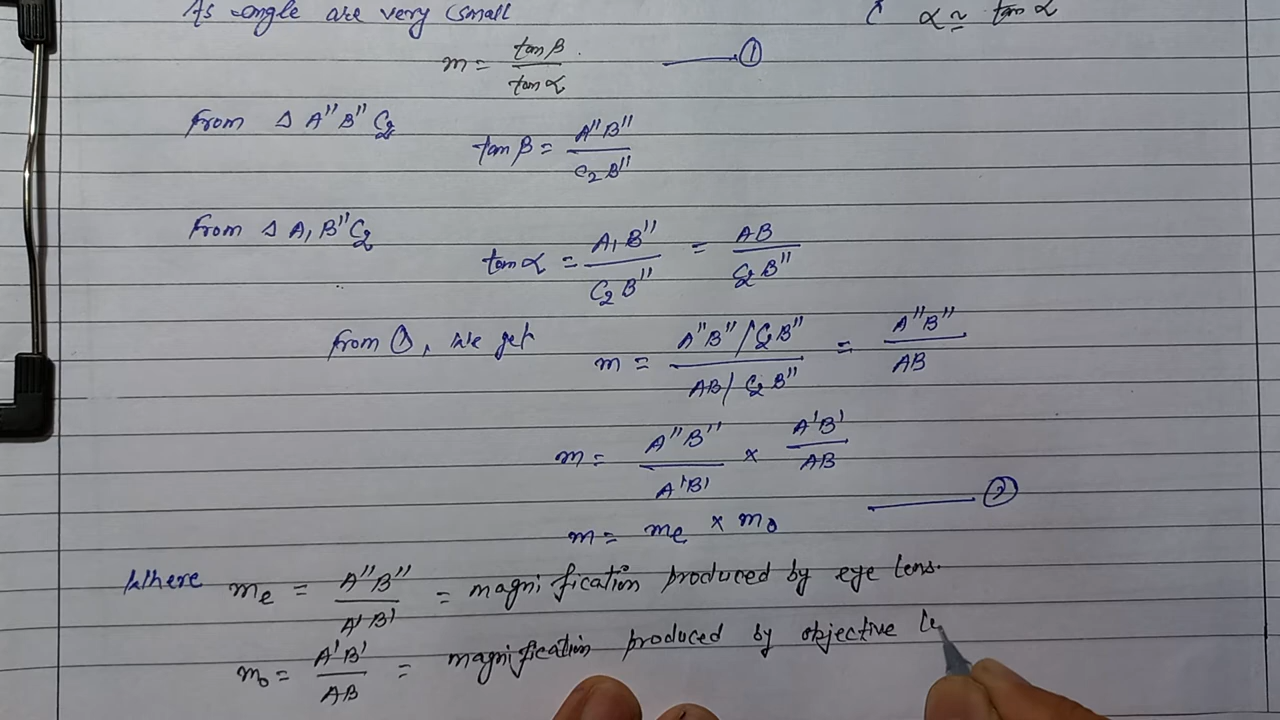 As angle are very small ( α ≈ tan α
m = tan β / tan α ——— ①
From Δ A″B″C₂
tan β = A″B″ / C₂B″
From Δ A₁B″C₂
tan α = A₁B″ / C₂B″ = AB / C₂B″
from ①, we get m = (A″B″/C₂B″) / (AB/C₂B″) = A″B″ / AB
m = A″B″ / A′B′ × A′B′ / AB
m = mₑ × m₀ ——— ②
Where mₑ = A″B″ / A′B′ = magnification produced by eye lens.
m₀ = A′B′ / AB = magnification produced by objective le